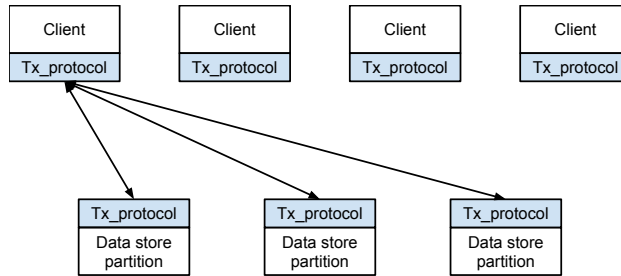 Client
Client
Client
Client
Tx_protocol
Tx_protocol
Tx_protocol
Tx_protocol
Tx_protocol
Tx_protocol
Tx_protocol
Data store
partition
Data store
partition
Data store
partition